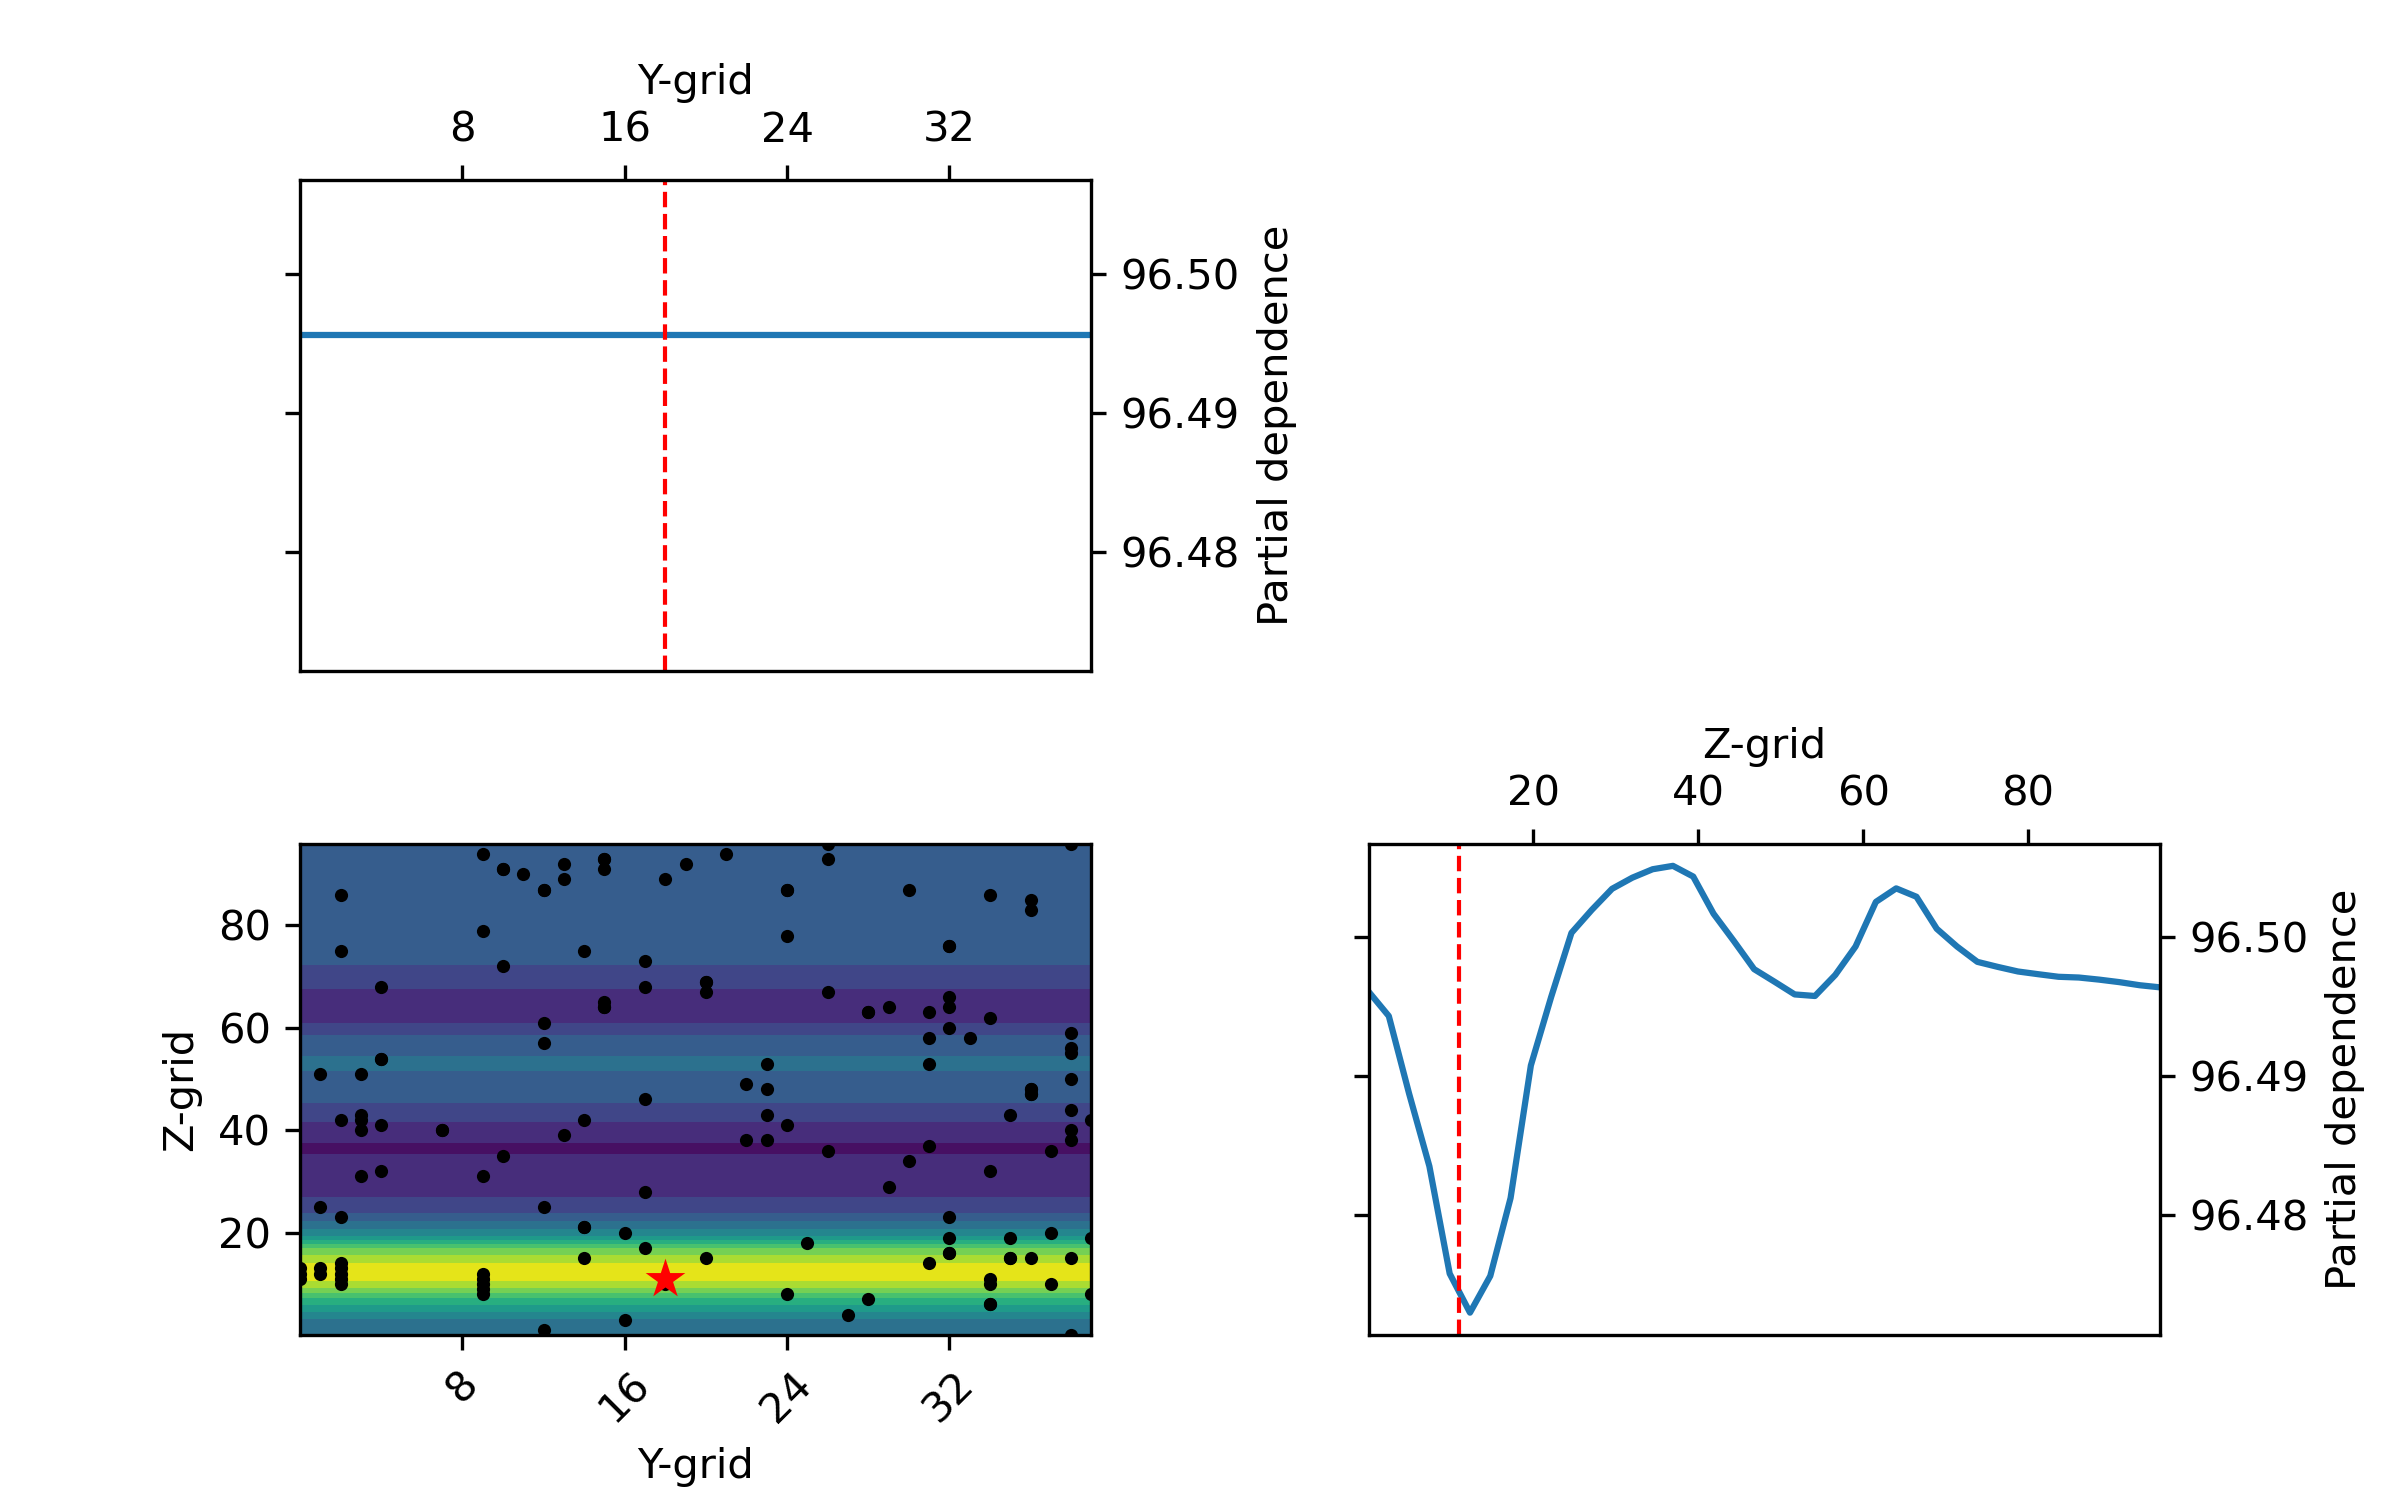 Y-grid
8 16 24 32
96.50
96.49
96.48
Partial dependence
Z-grid
20 40 60 80
80
60
40
20
Z-grid
8 16 24 32
Y-grid
96.50
96.49
96.48
Partial dependence